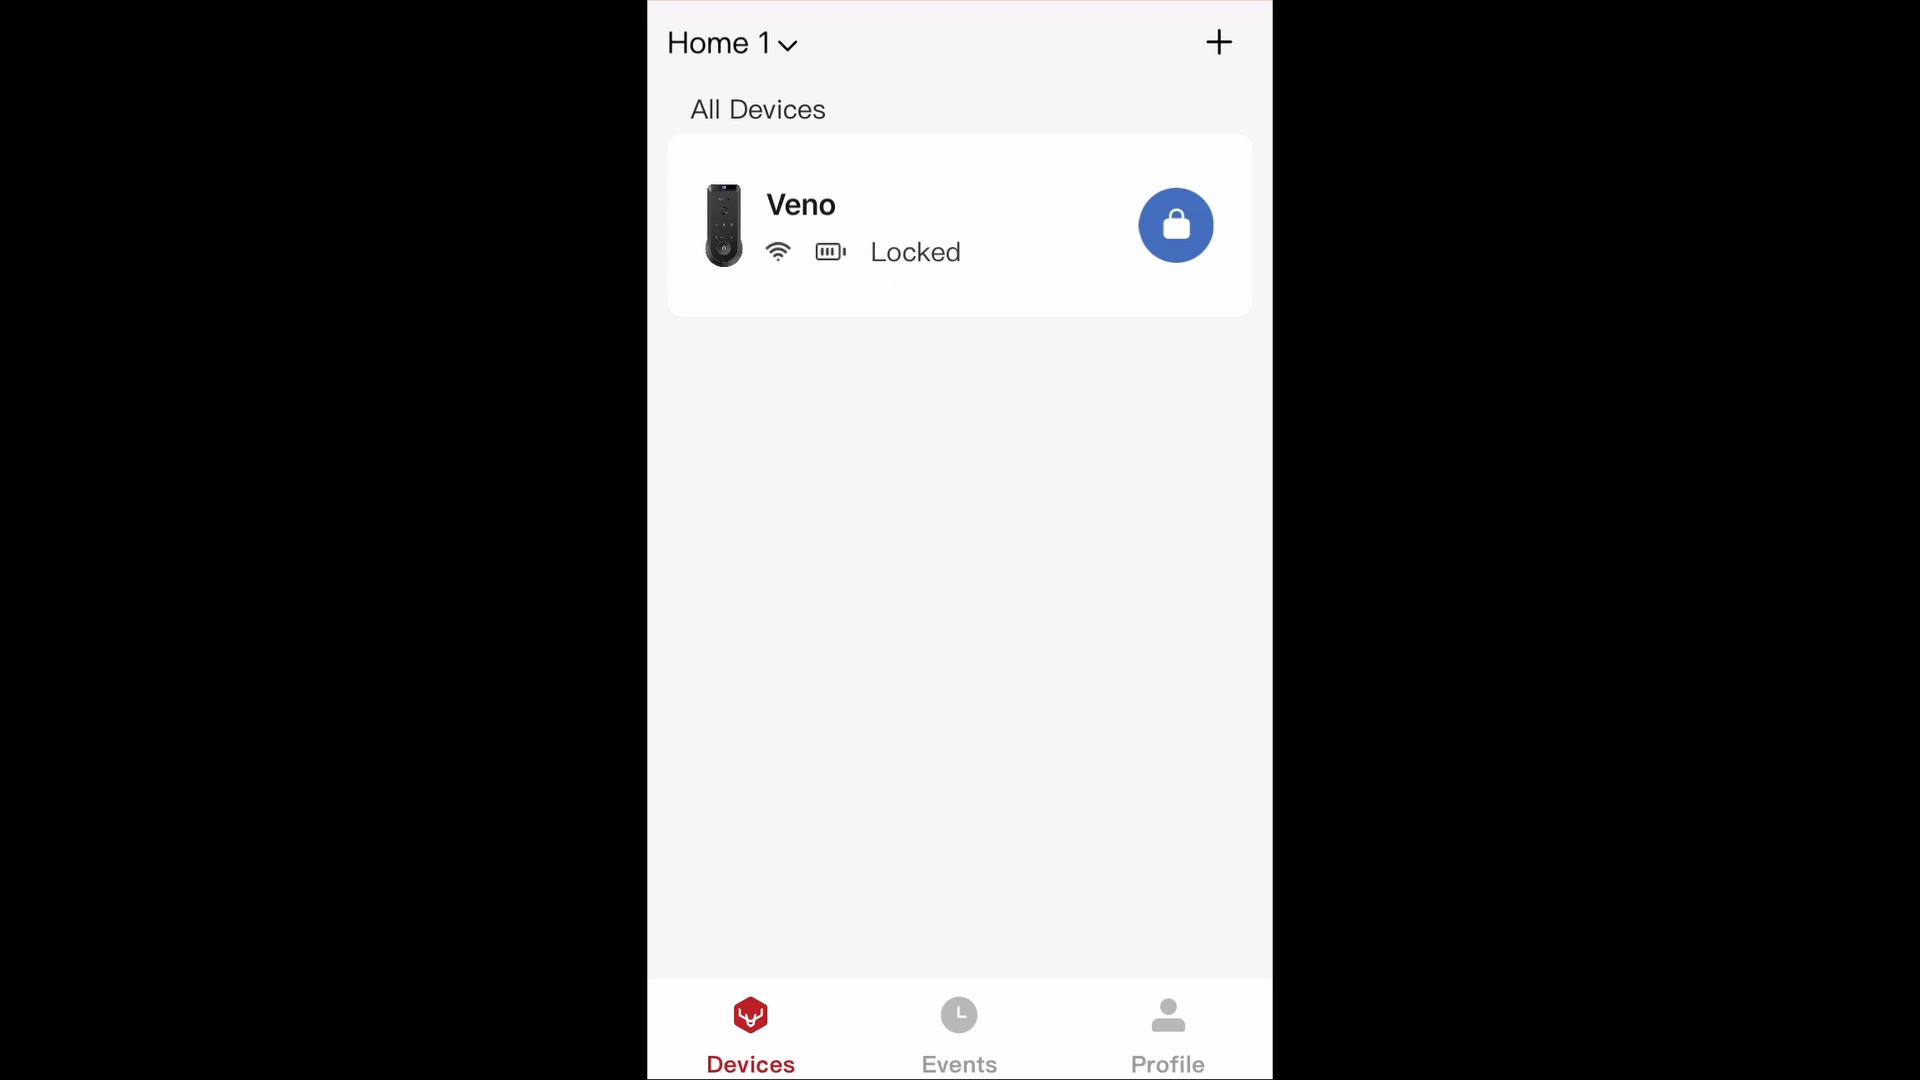 Home 1
All Devices
Veno
Locked
Devices
Events
Profile